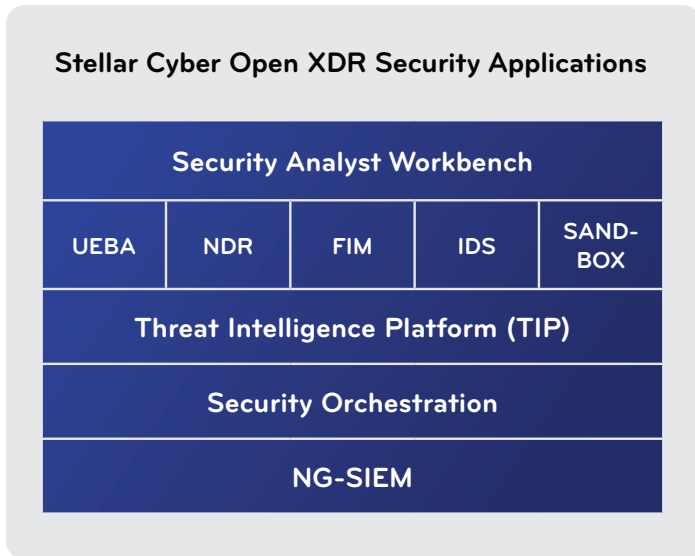 Stellar Cyber Open XDR Security Applications
Security Analyst Workbench
UEBA
NDR
FIM
IDS
SAND-
BOX
Threat Intelligence Platform (TIP)
Security Orchestration
NG-SIEM